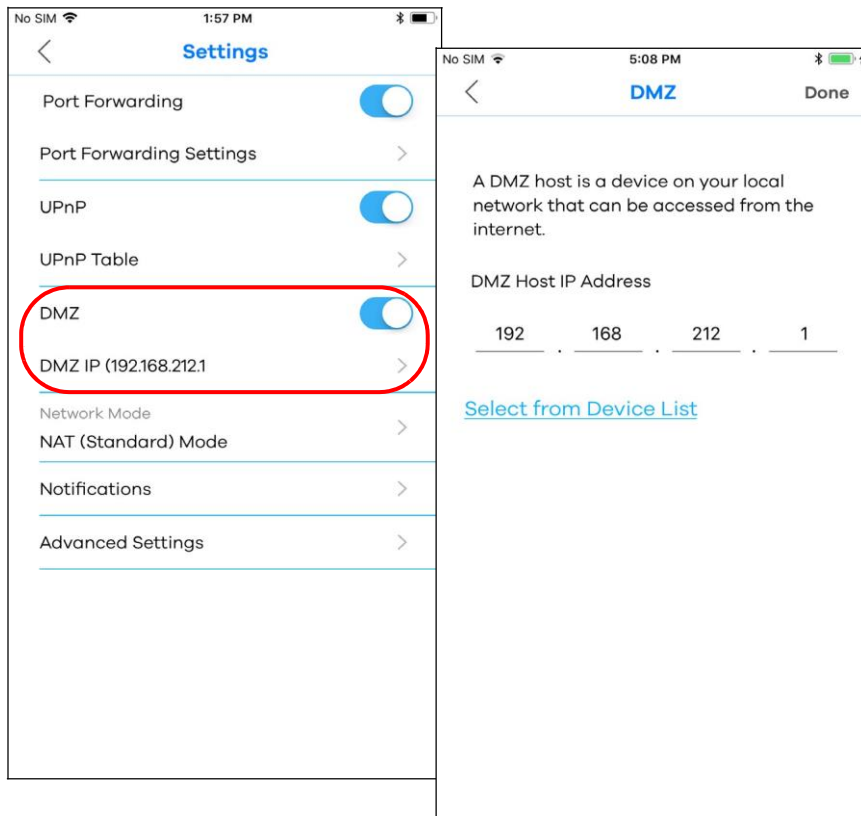 No SIM 1:57 PM
Settings
Port Forwarding
Port Forwarding Settings
UPnP
UPnP Table
DMZ
DMZ IP (192.168.212.1
Network Mode
NAT (Standard) Mode
Notifications
Advanced Settings
No SIM 5:08 PM
DMZ Done
A DMZ host is a device on your local
network that can be accessed from the
internet.
DMZ Host IP Address
192 . 168 . 212 . 1
Select from Device List